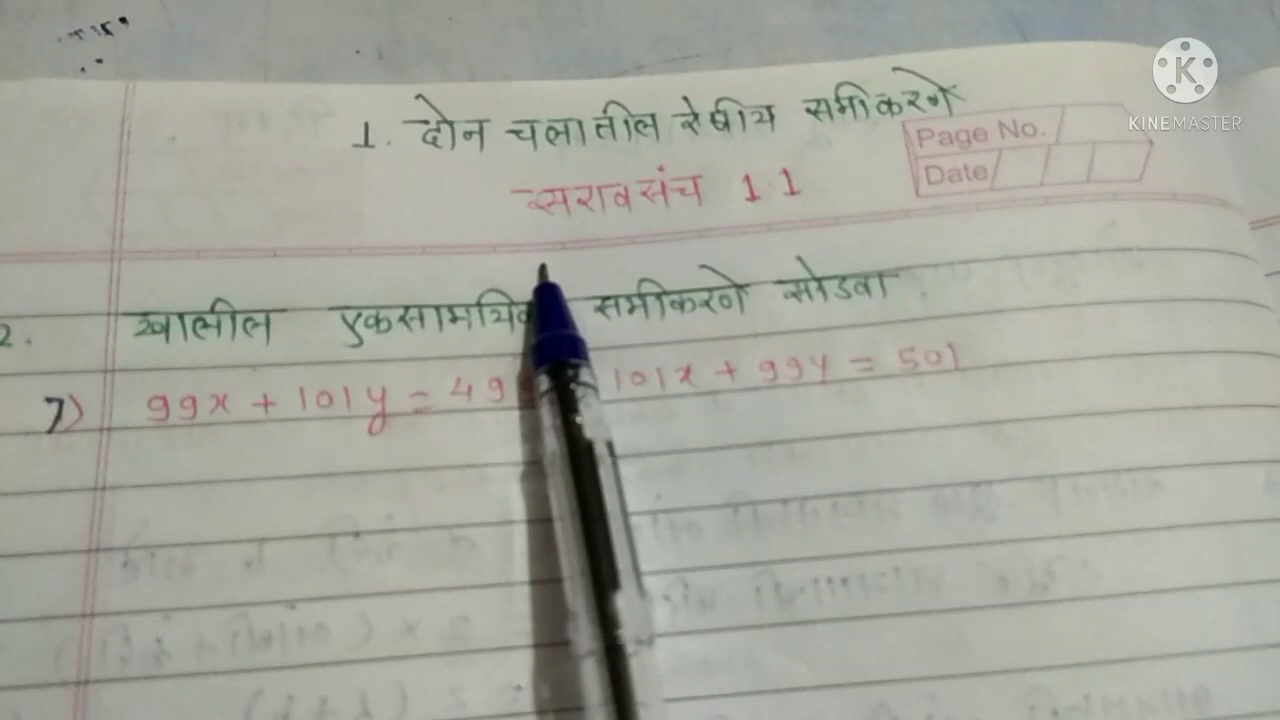 1. दोन चलातील रेषीय समीकरणे
Page No.
Date
सरावसंच 1.1
2. खालील एकसामयिक समीकरणे सोडवा.
7) 99x + 101y = 49 101x + 99y = 501
KINEMASTER